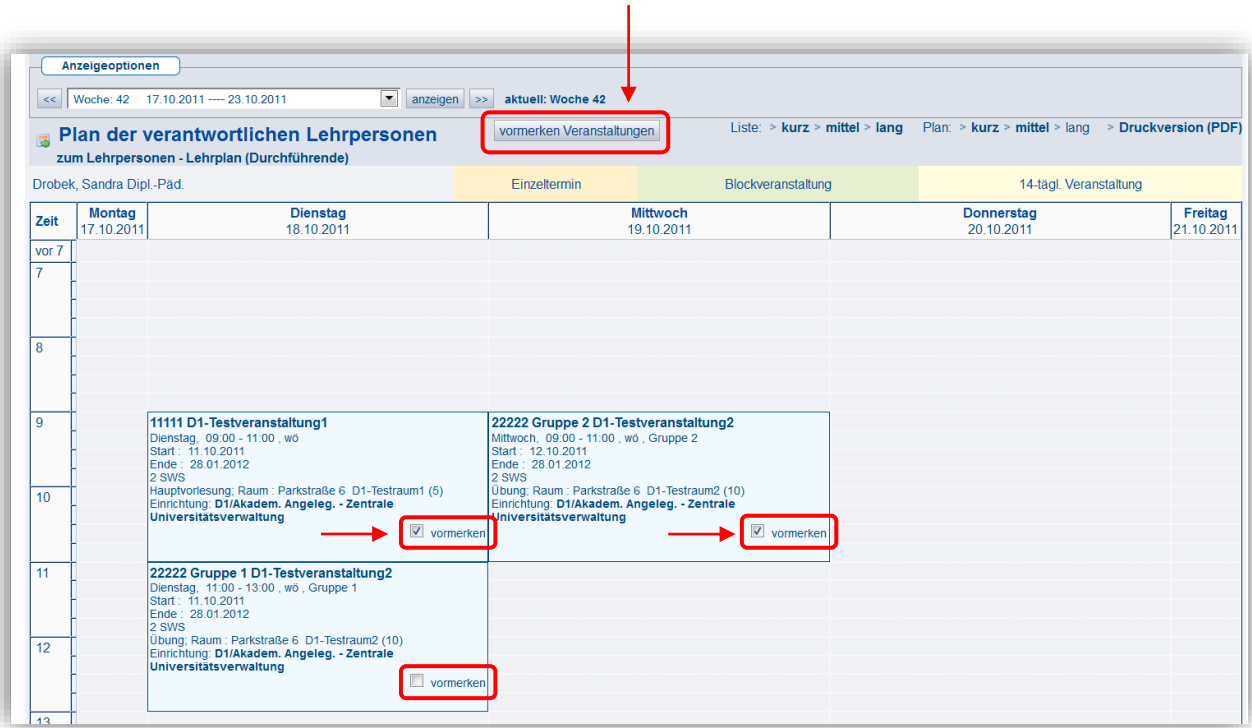 Anzeigeoptionen
<< Woche: 42 17.10.2011 ---- 23.10.2011 anzeigen >> aktuell: Woche 42
Plan der verantwortlichen Lehrpersonen
zum Lehrpersonen - Lehrplan (Durchführende)
vormerken Veranstaltungen
Liste: > kurz > mittel > lang Plan: > kurz > mittel > lang > Druckversion (PDF)
Drobek, Sandra Dipl.-Päd. Einzeltermin Blockveranstaltung 14-tägl. Veranstaltung
Zeit
Montag
17.10.2011
Dienstag
18.10.2011
Mittwoch
19.10.2011
Donnerstag
20.10.2011
Freitag
21.10.2011
vor 7
7
8
9
11111 D1-Testveranstaltung1
Dienstag, 09:00 - 11:00 , wö
Start : 11.10.2011
Ende : 28.01.2012
2 SWS
Hauptvorlesung; Raum : Parkstraße 6 D1-Testraum1 (5)
Einrichtung: D1/Akadem. Angeleg. - Zentrale
Universitätsverwaltung
vormerken
22222 Gruppe 2 D1-Testveranstaltung2
Mittwoch, 09:00 - 11:00 , wö , Gruppe 2
Start : 12.10.2011
Ende : 28.01.2012
2 SWS
Übung; Raum : Parkstraße 6 D1-Testraum2 (10)
Einrichtung: D1/Akadem. Angeleg. - Zentrale
Universitätsverwaltung
vormerken
10
11
22222 Gruppe 1 D1-Testveranstaltung2
Dienstag, 11:00 - 13:00 , wö , Gruppe 1
Start : 11.10.2011
Ende : 28.01.2012
2 SWS
Übung; Raum : Parkstraße 6 D1-Testraum2 (10)
Einrichtung: D1/Akadem. Angeleg. - Zentrale
Universitätsverwaltung
vormerken
12
13